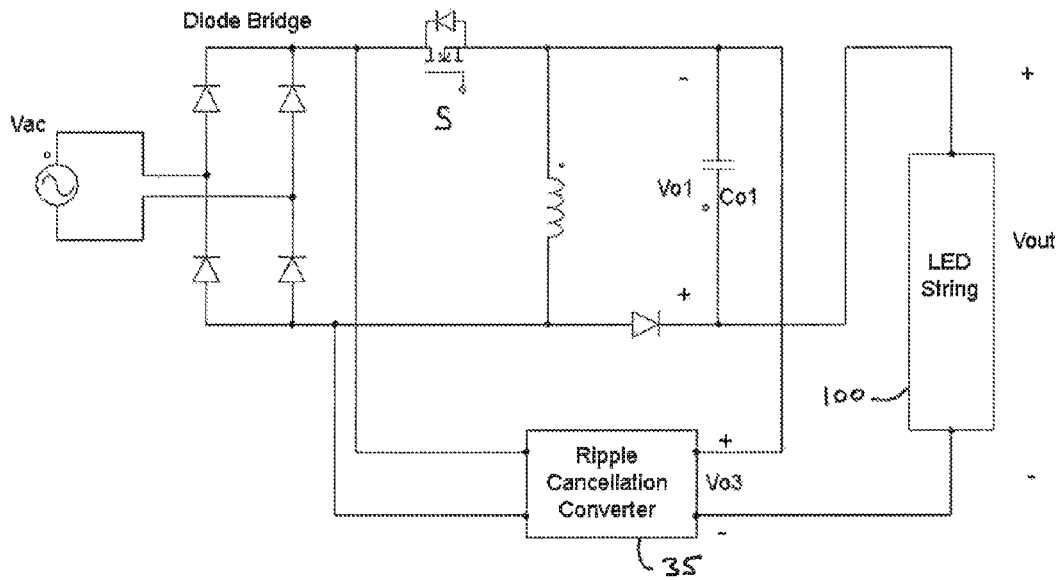 Diode Bridge
Vac
S
-
+
Vo1
Co1
Vout
LED
String
+
100
Ripple
Cancellation
Converter
+
Vo3
-
-
35